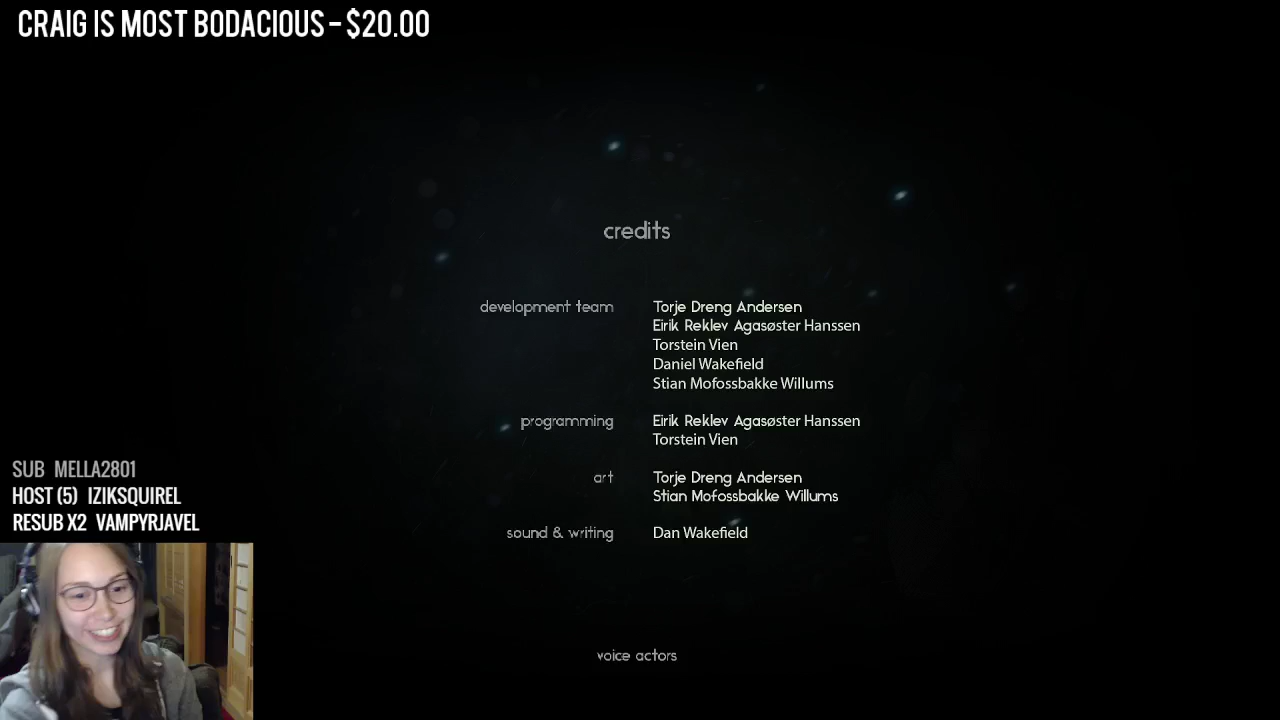 CRAIG IS MOST BODACIOUS - $20.00
credits
development team Torje Dreng Andersen
Eirik Reklev Agasøster Hanssen
Torstein Vien
Daniel Wakefield
Stian Mofossbakke Willums
programming Eirik Reklev Agasøster Hanssen
Torstein Vien
art Torje Dreng Andersen
Stian Mofossbakke Willums
sound & writing Dan Wakefield
voice actors
SUB MELLA2801
HOST (5) IZIKSQUIREL
RESUB X2 VAMPYRJAVEL